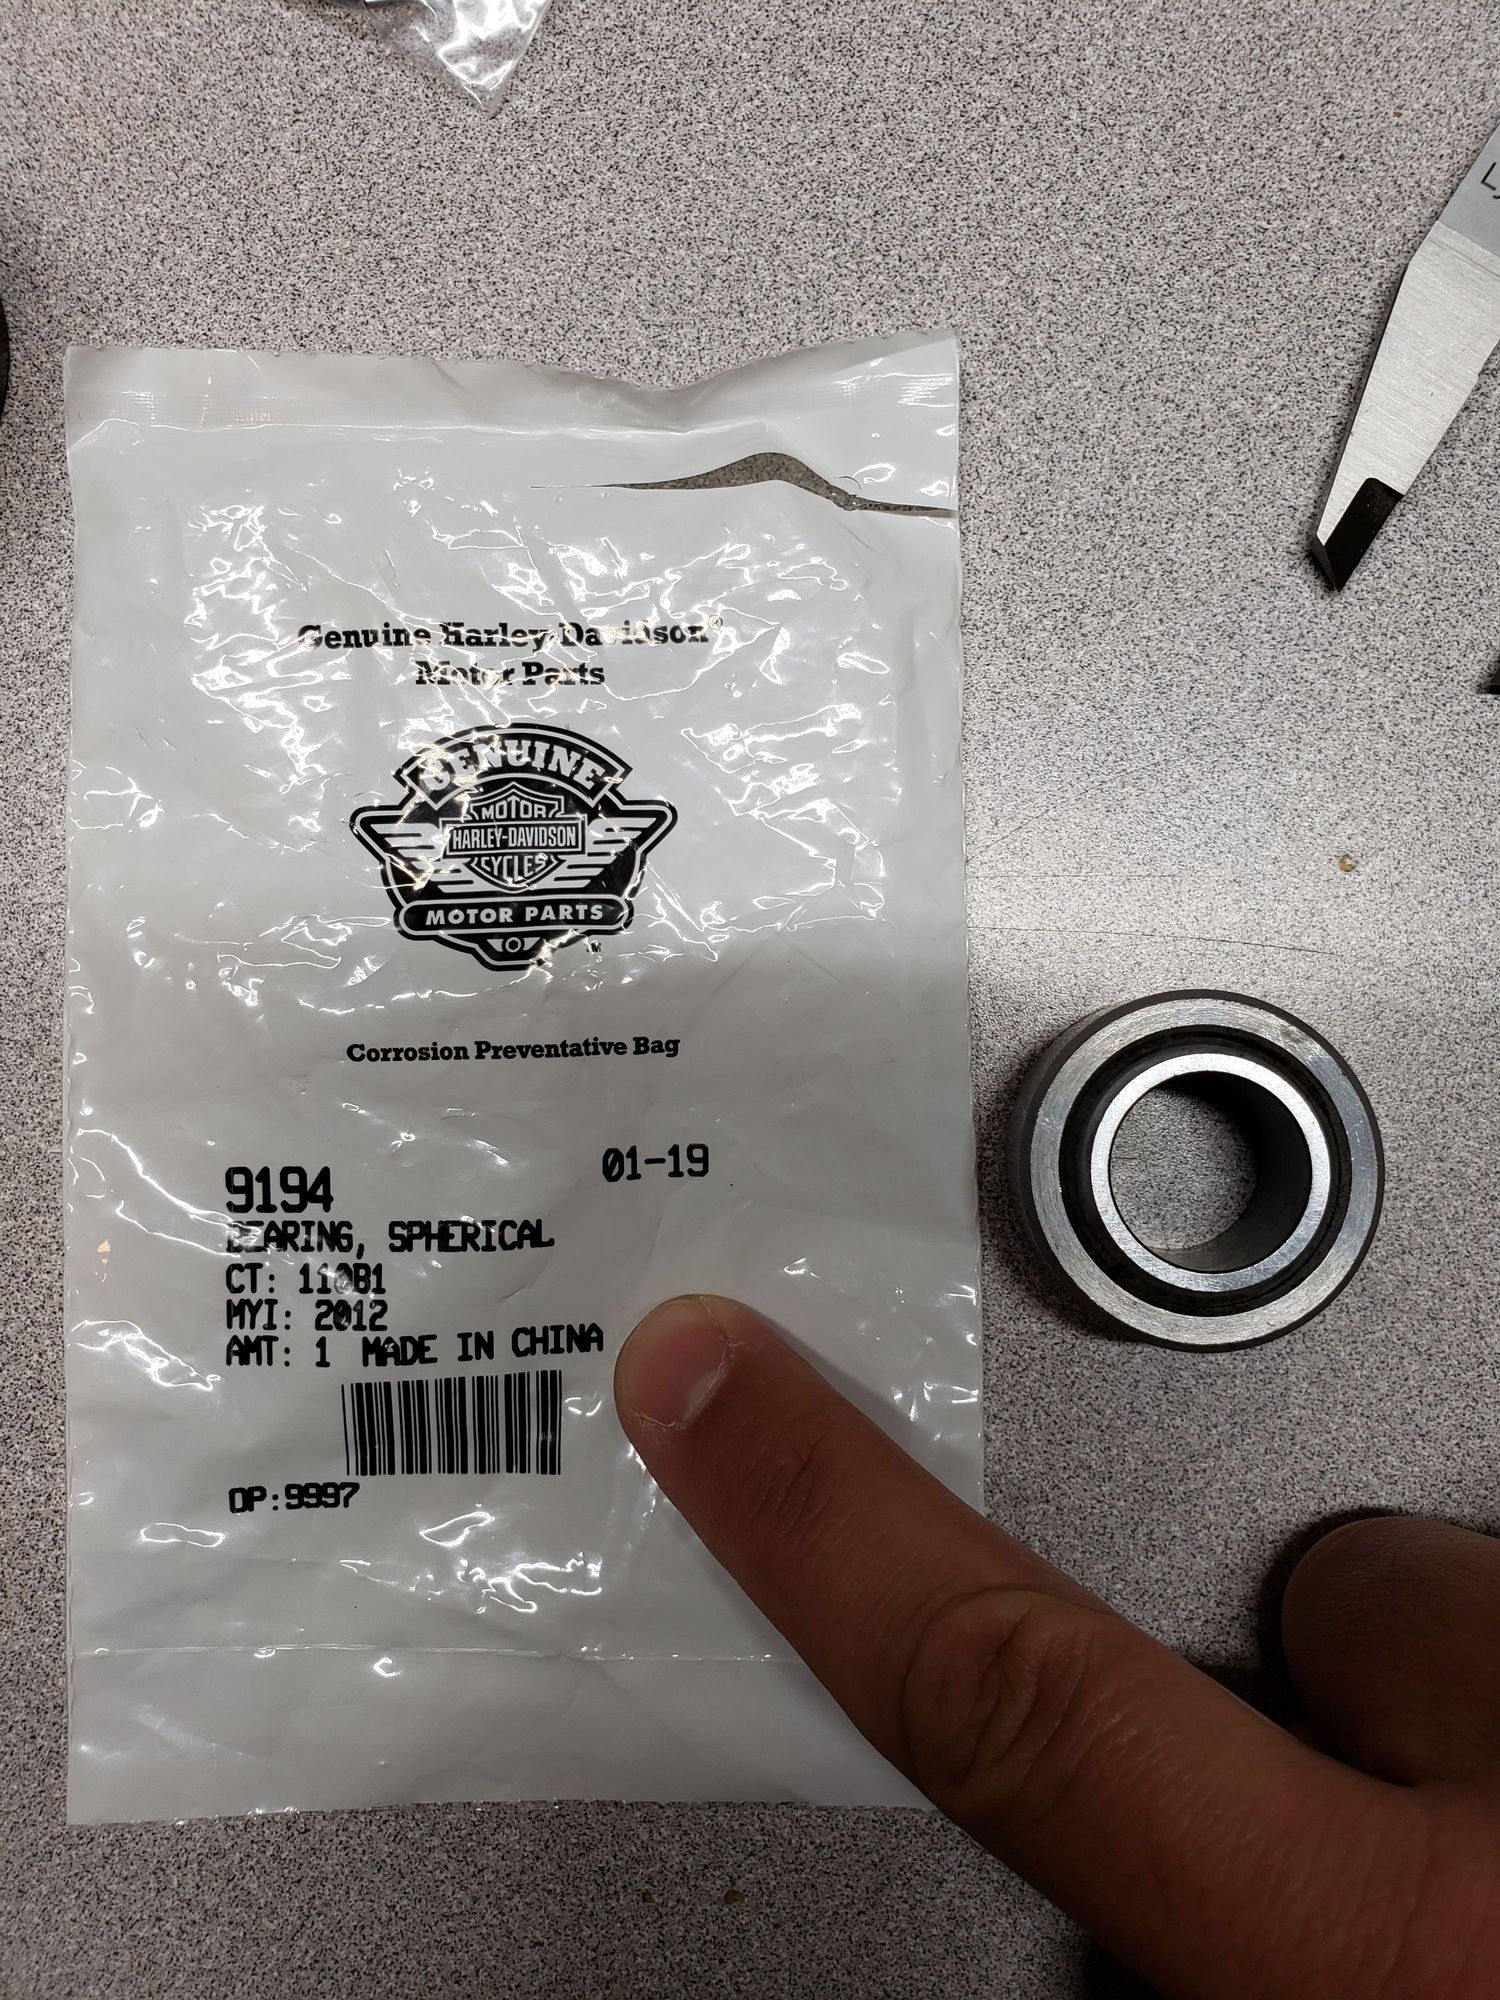 Genuine Harley-Davidson®
Motor Parts
GENUINE
MOTOR
HARLEY-DAVIDSON
CYCLES
MOTOR PARTS
TM
Corrosion Preventative Bag
01-19
9194
BEARING, SPHERICAL
CT: 110B1
MYI: 2012
AMT: 1 MADE IN CHINA
DP:9997